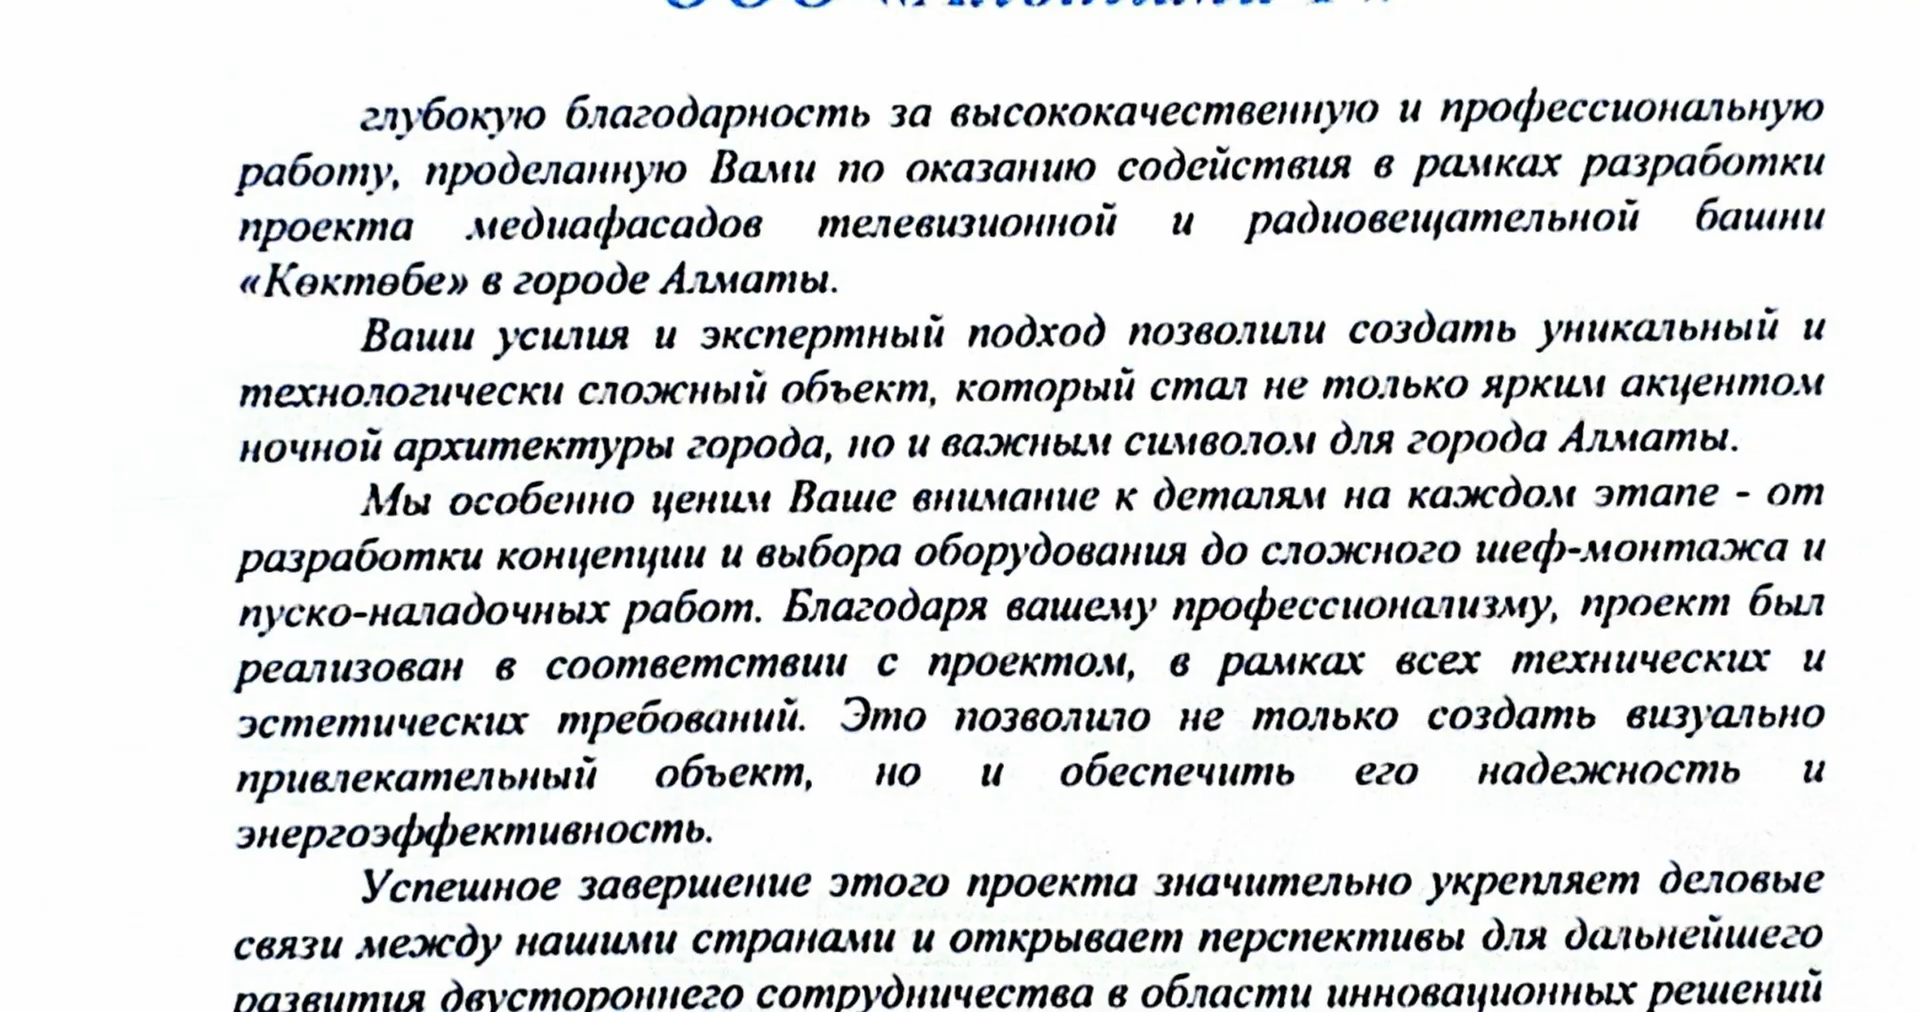 ООО
глубокую благодарность за высококачественную и профессиональную
работу, проделанную Вами по оказанию содействия в рамках разработки
проекта медиафасадов телевизионной и радиовещательной башни
«Көктөбе» в городе Алматы.
Ваши усилия и экспертный подход позволили создать уникальный и
технологически сложный объект, который стал не только ярким акцентом
ночной архитектуры города, но и важным символом для города Алматы.
Мы особенно ценим Ваше внимание к деталям на каждом этапе - от
разработки концепции и выбора оборудования до сложного шеф-монтажа и
пуско-наладочных работ. Благодаря вашему профессионализму, проект был
реализован в соответствии с проектом, в рамках всех технических и
эстетических требований. Это позволило не только создать визуально
привлекательный объект, но и обеспечить его надежность и
энергоэффективность.
Успешное завершение этого проекта значительно укрепляет деловые
связи между нашими странами и открывает перспективы для дальнейшего
развития двустороннего сотрудничества в области инновационных решений